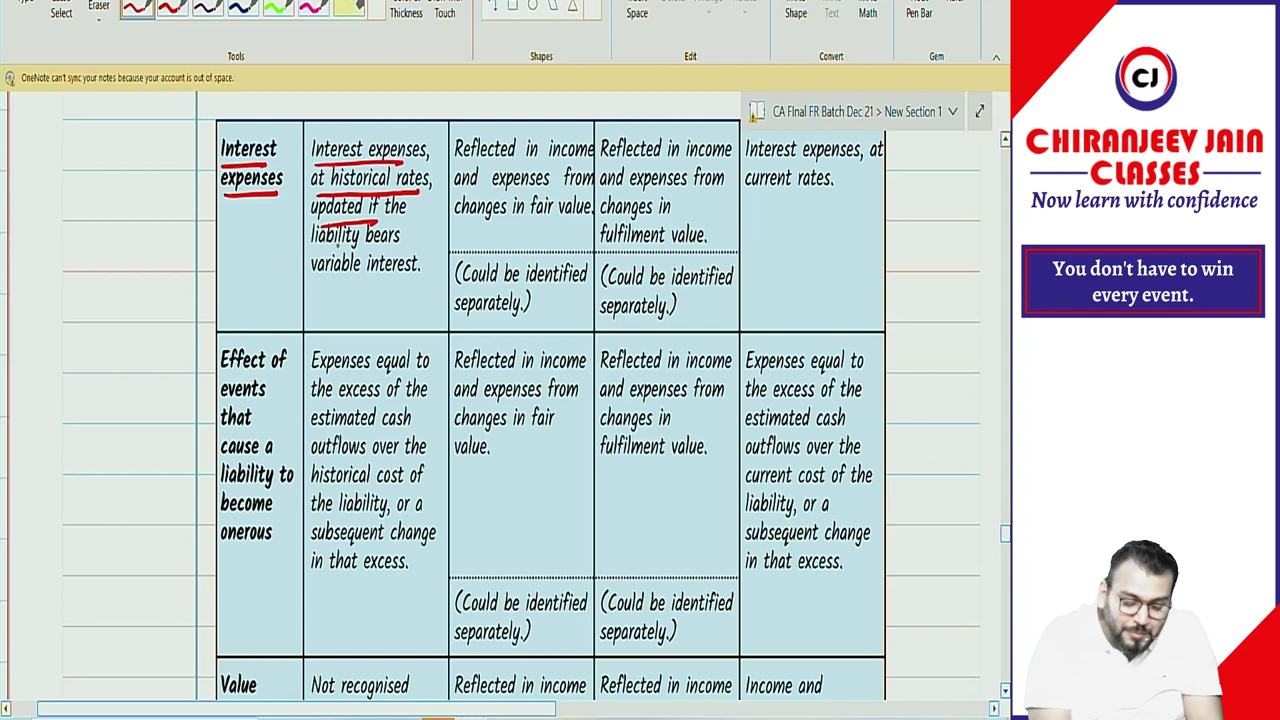 Eraser
Select
Thickness
Touch
Space
Shape
Text
Math
Pen Bar
Tools
Shapes
Edit
Convert
Gem
OneNote can't sync your notes because your account is out of space.
CA FInal FR Batch Dec 21 > New Section 1
Interest
expenses
Interest expenses,
at historical rates,
updated if the
liability bears
variable interest.
Reflected in income
and expenses from
changes in fair value.
(Could be identified
separately.)
Reflected in income
and expenses from
changes in
fulfilment value.
(Could be identified
separately.)
Interest expenses, at
current rates.
Effect of
events
that
cause a
liability to
become
onerous
Expenses equal to
the excess of the
estimated cash
outflows over the
historical cost of
the liability, or a
subsequent change
in that excess.
Reflected in income
and expenses from
changes in fair
value.
(Could be identified
separately.)
Reflected in income
and expenses from
changes in
fulfilment value.
(Could be identified
separately.)
Expenses equal to
the excess of the
estimated cash
outflows over the
current cost of the
liability, or a
subsequent change
in that excess.
Value
Not recognised
Reflected in income
Reflected in income
Income and
CJ
CHIRANJEEV JAIN
CLASSES
Now learn with confidence
You don't have to win
every event.